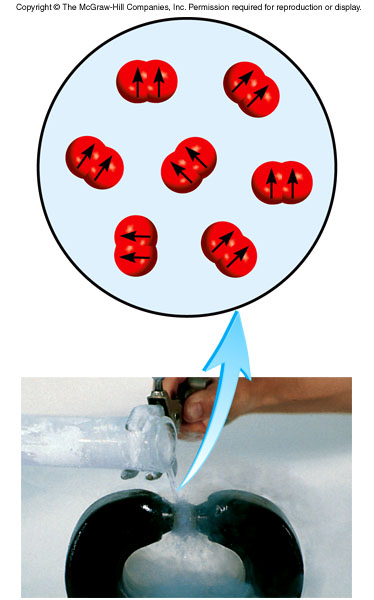 Copyright © The McGraw-Hill Companies, Inc. Permission required for reproduction or display.